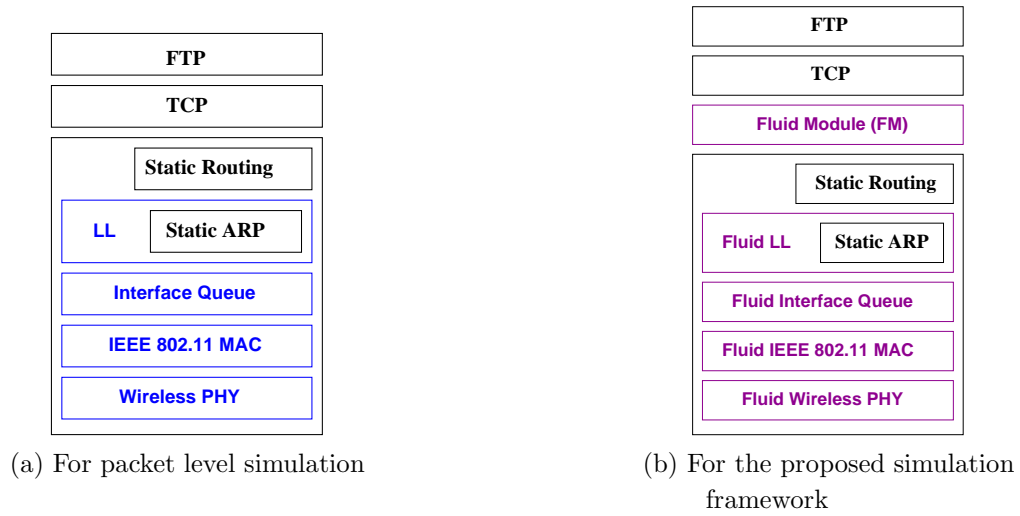 FTP
TCP
Static Routing
LL
Static ARP
Interface Queue
IEEE 802.11 MAC
Wireless PHY
(a) For packet level simulation
FTP
TCP
Fluid Module (FM)
Static Routing
Fluid LL
Static ARP
Fluid Interface Queue
Fluid IEEE 802.11 MAC
Fluid Wireless PHY
(b) For the proposed simulation
framework